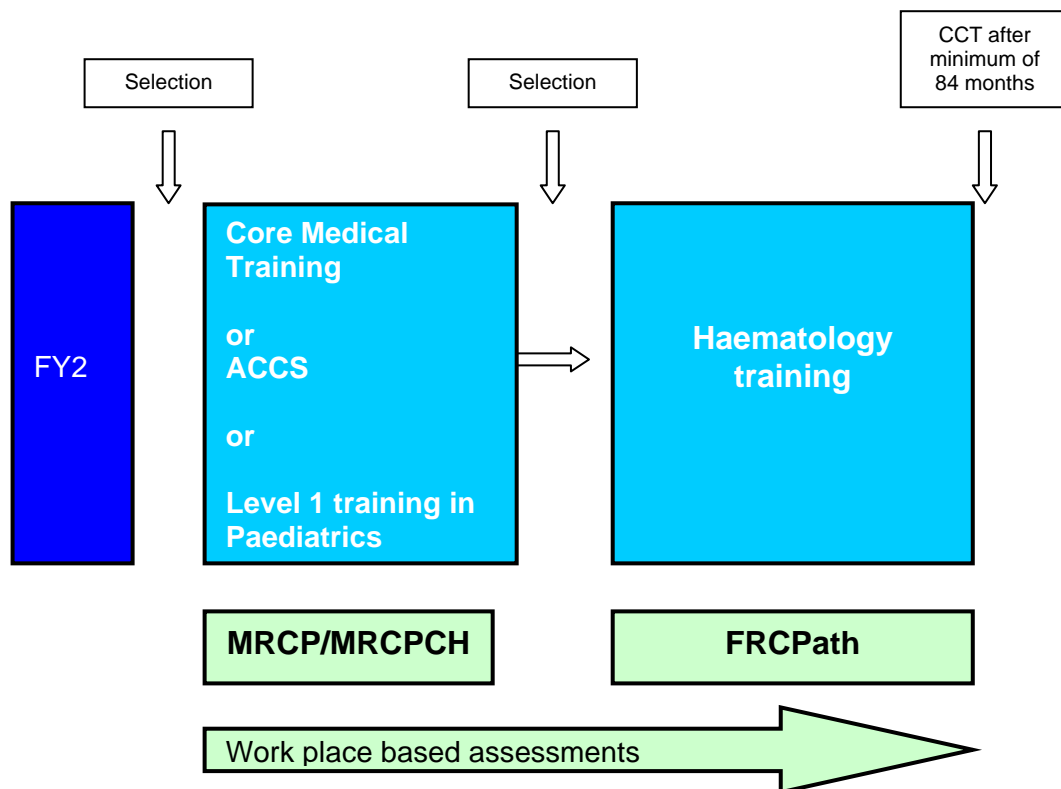 Selection
Selection
CCT after
minimum of
84 months
FY2
Core Medical
Training
or
ACCS
or
Level 1 training in
Paediatrics
Haematology
training
MRCP/MRCPCH
FRCPath
Work place based assessments